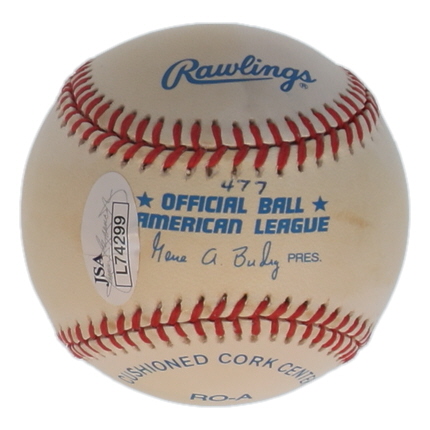 Rawlings®
477
★ OFFICIAL BALL ★
AMERICAN LEAGUE
Gene A. Budig PRES.
JSA
L74299
CUSHIONED CORK CENTER
RO-A